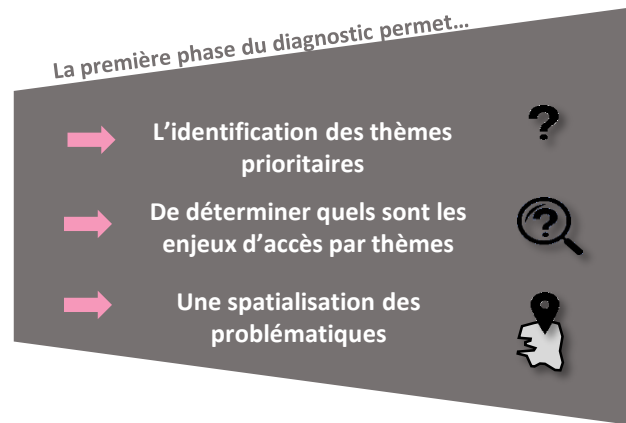 La première phase du diagnostic permet…
L’identification des thèmes
prioritaires
De déterminer quels sont les
enjeux d’accès par thèmes
Une spatialisation des
problématiques